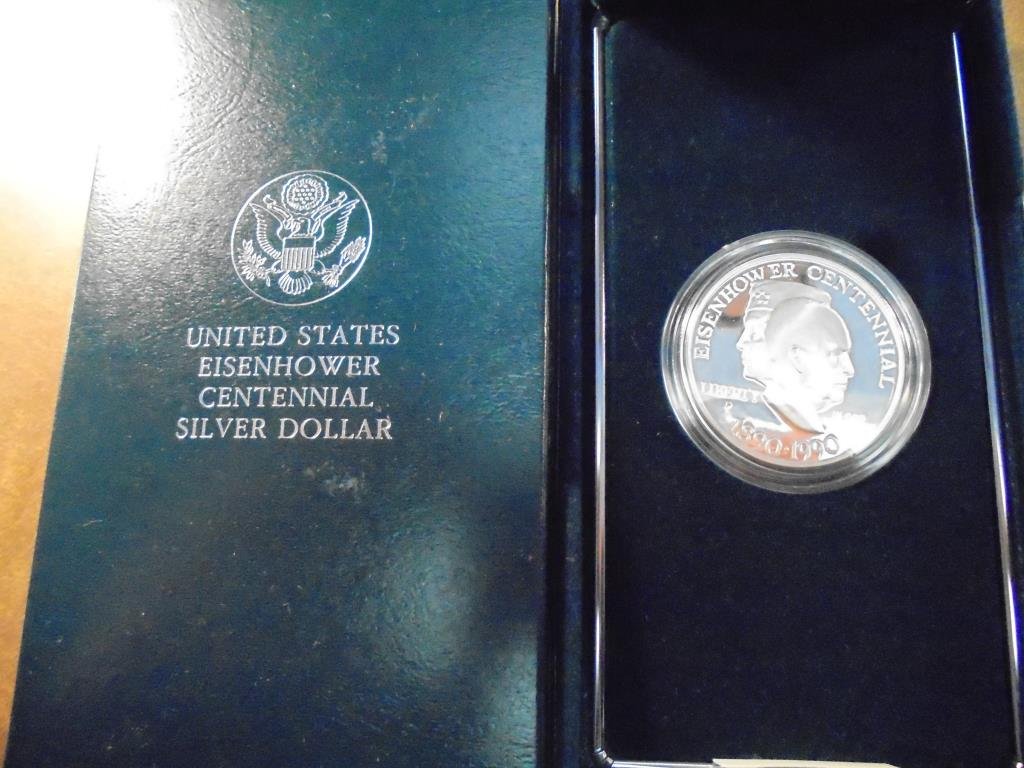 UNITED STATES
EISENHOWER
CENTENNIAL
SILVER DOLLAR
EISENHOWER CENTENNIAL
LIBERTY
P
1890-1990